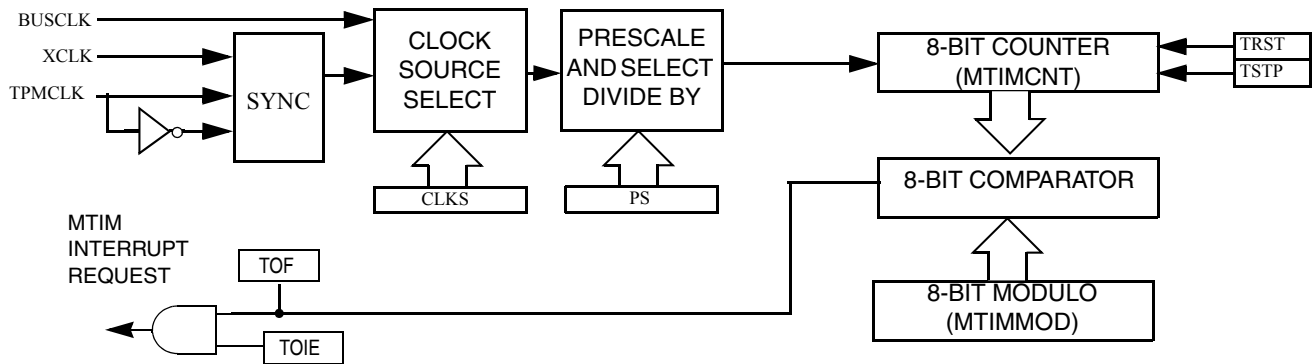 BUSCLK
XCLK
TPMCLK
SYNC
CLOCK
SOURCE
SELECT
PRESCALE
AND SELECT
DIVIDE BY
8-BIT COUNTER
(MTIMCNT)
TRST
TSTP
CLKS
PS
8-BIT COMPARATOR
MTIM
INTERRUPT
REQUEST
TOF
8-BIT MODULO
(MTIMMOD)
TOIE